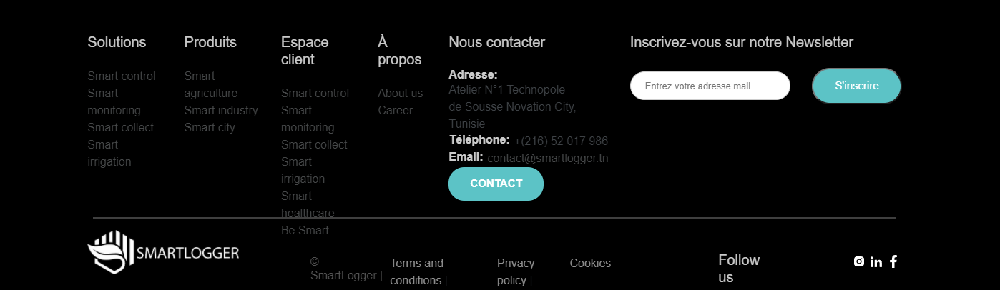 Solutions
Smart control
Smart
monitoring
Smart collect
Smart
irrigation
Produits
Smart
agriculture
Smart industry
Smart city
Espace
client
Smart control
Smart
monitoring
Smart collect
Smart
irrigation
Smart
healthcare
Be Smart
À
propos
About us
Career
Nous contacter
Adresse:
Atelier N°1 Technopole
de Sousse Novation City,
Tunisie
Téléphone: +(216) 52 017 986
Email: contact@smartlogger.tn
CONTACT
Inscrivez-vous sur notre Newsletter
Entrez votre adresse mail...
S'inscrire
SMARTLOGGER
©
SmartLogger |
Terms and
conditions |
Privacy
policy |
Cookies
Follow
us